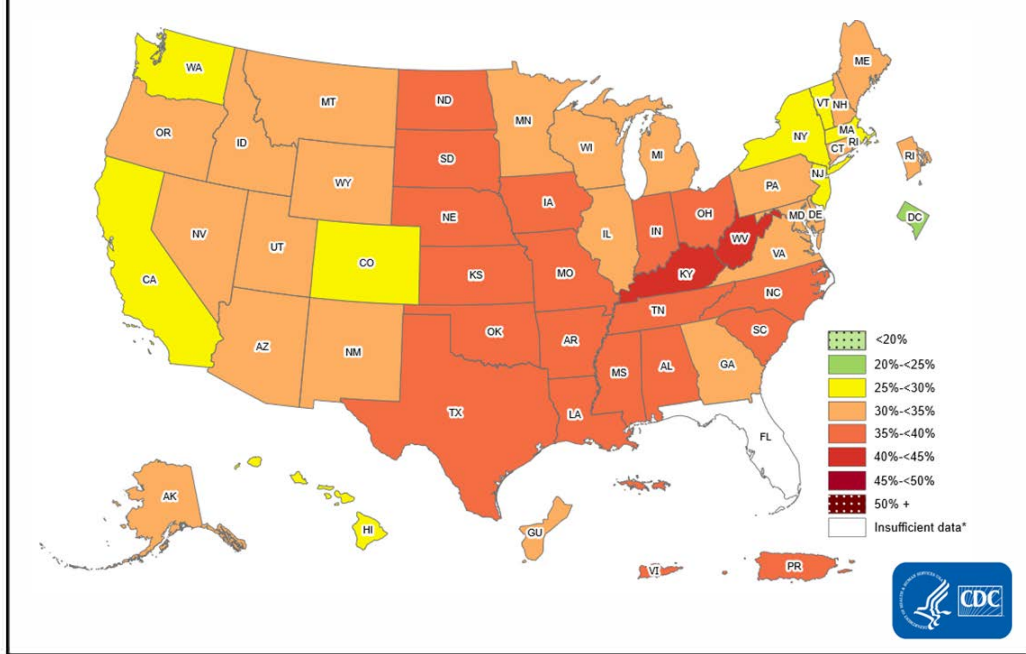 WA
MT
ND
MN
ME
VT
NH
OR
ID
SD
WI
MI
NY
MA
RI
CT
RI
WY
NE
IA
PA
NJ
DC
NV
UT
CO
IL
IN
OH
WV
MD
DE
VA
CA
KS
MO
KY
NC
AZ
NM
OK
AR
TN
SC
TX
LA
MS
AL
GA
FL
AK
HI
GU
VI
PR
<20%
20%-<25%
25%-<30%
30%-<35%
35%-<40%
40%-<45%
45%-<50%
50% +
Insufficient data*
CDC